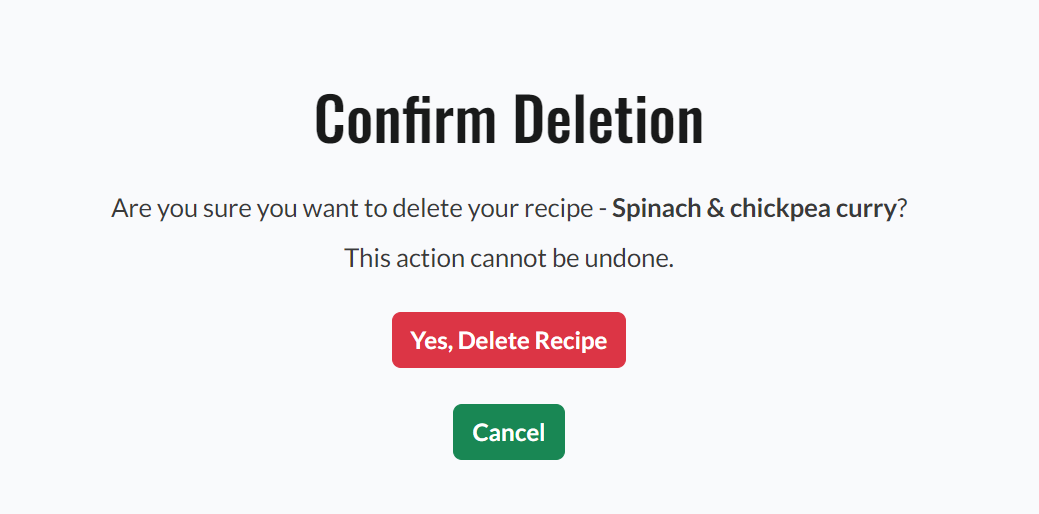 Confirm Deletion
Are you sure you want to delete your recipe - Spinach & chickpea curry?
This action cannot be undone.
Yes, Delete Recipe
Cancel